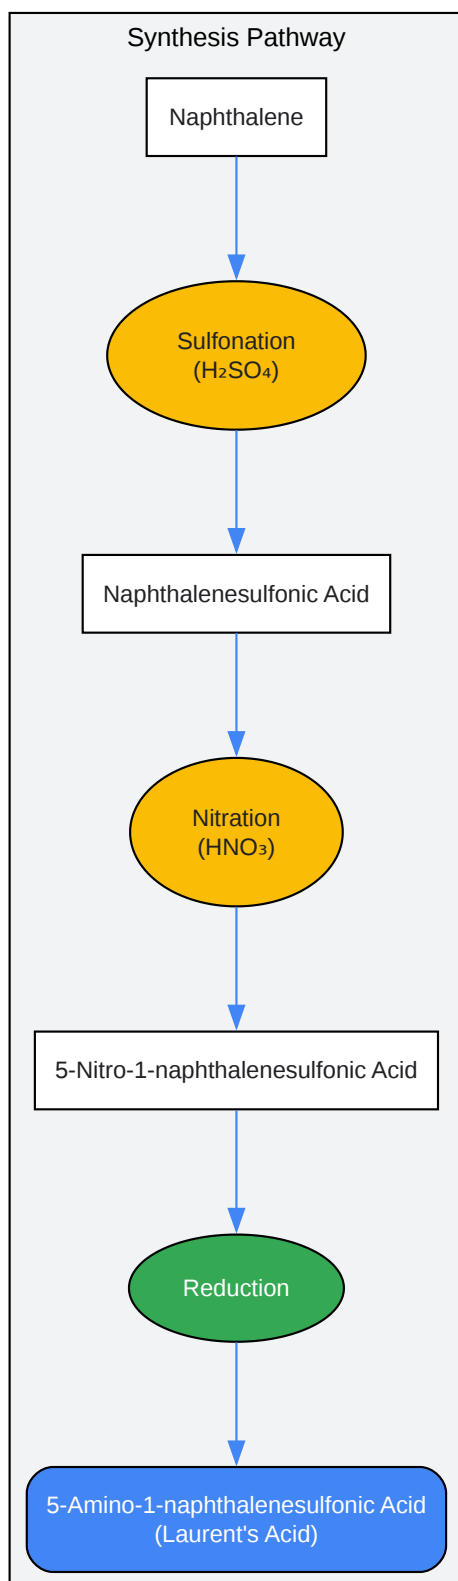 Synthesis Pathway
Naphthalene
Sulfonation
(H₂SO₄)
Naphthalenesulfonic Acid
Nitration
(HNO₃)
5-Nitro-1-naphthalenesulfonic Acid
Reduction
5-Amino-1-naphthalenesulfonic Acid
(Laurent's Acid)